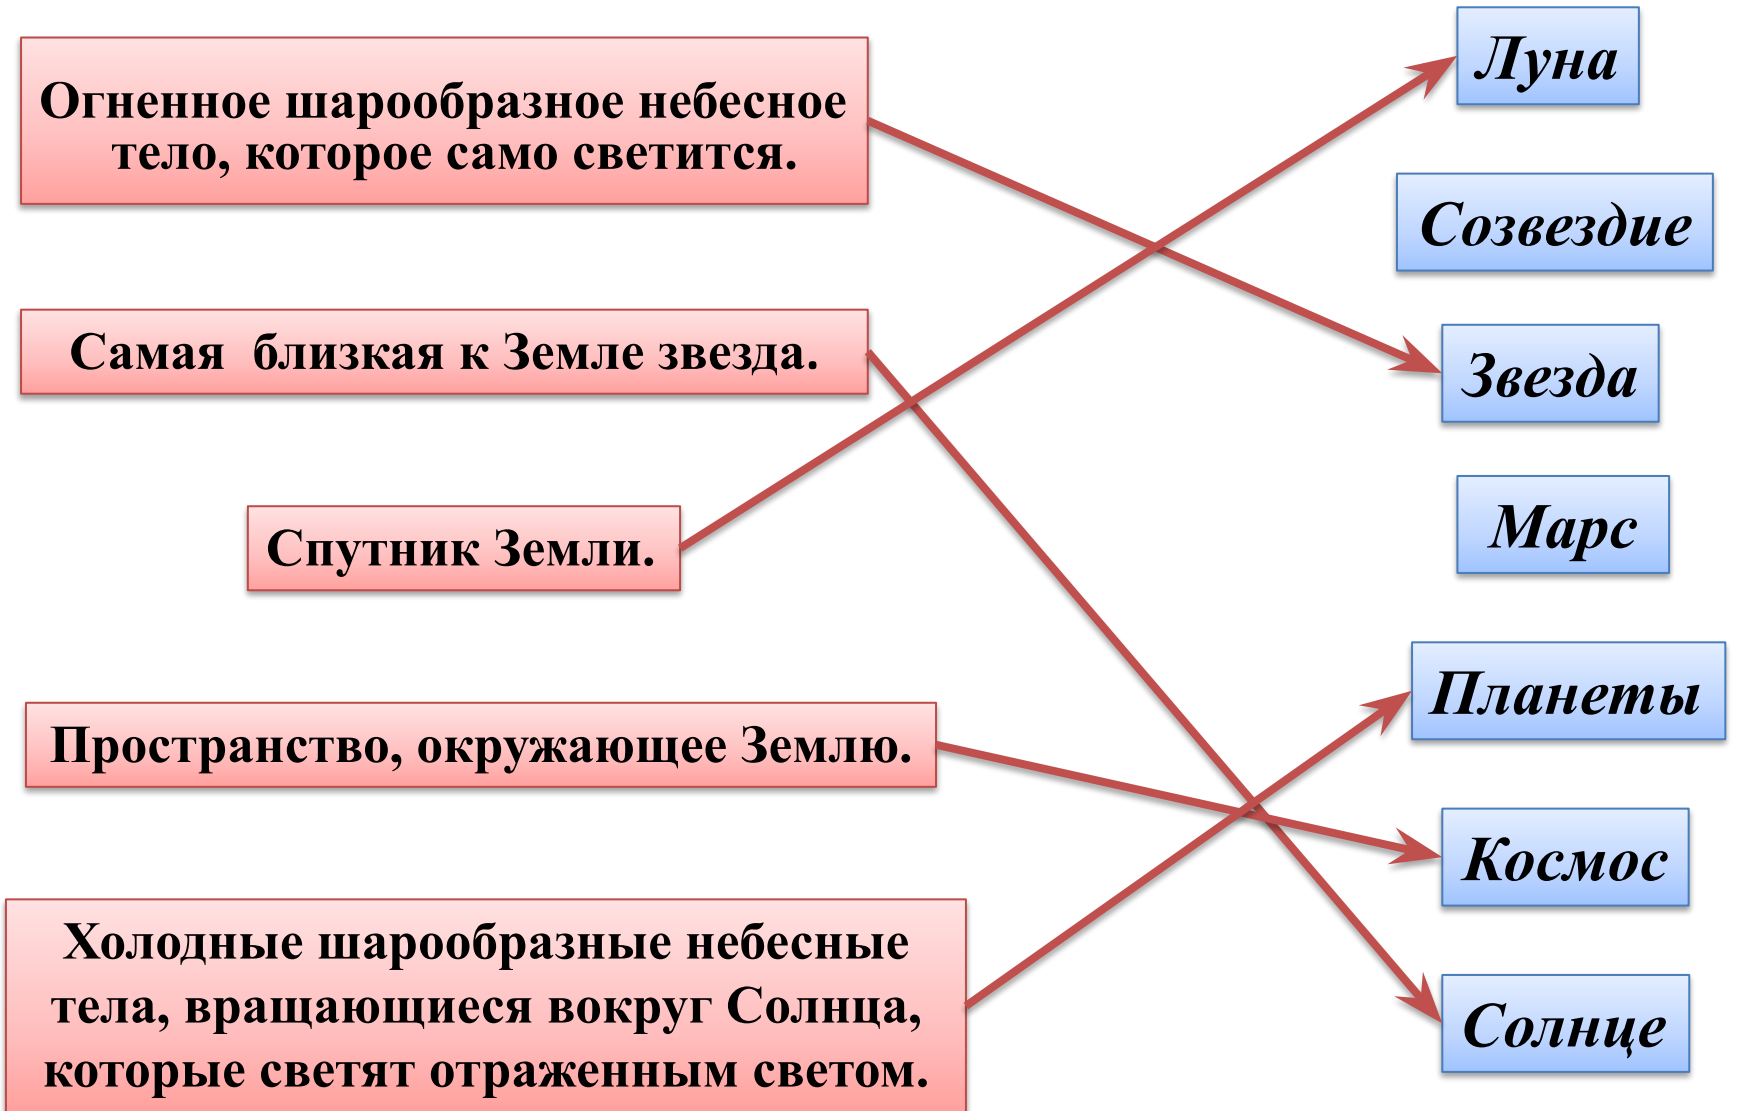 Огненное шарообразное небесное
тело, которое само светится.
Самая близкая к Земле звезда.
Спутник Земли.
Пространство, окружающее Землю.
Холодные шарообразные небесные
тела, вращающиеся вокруг Солнца,
которые светят отраженным светом.
Луна
Созвездие
Звезда
Марс
Планеты
Космос
Солнце